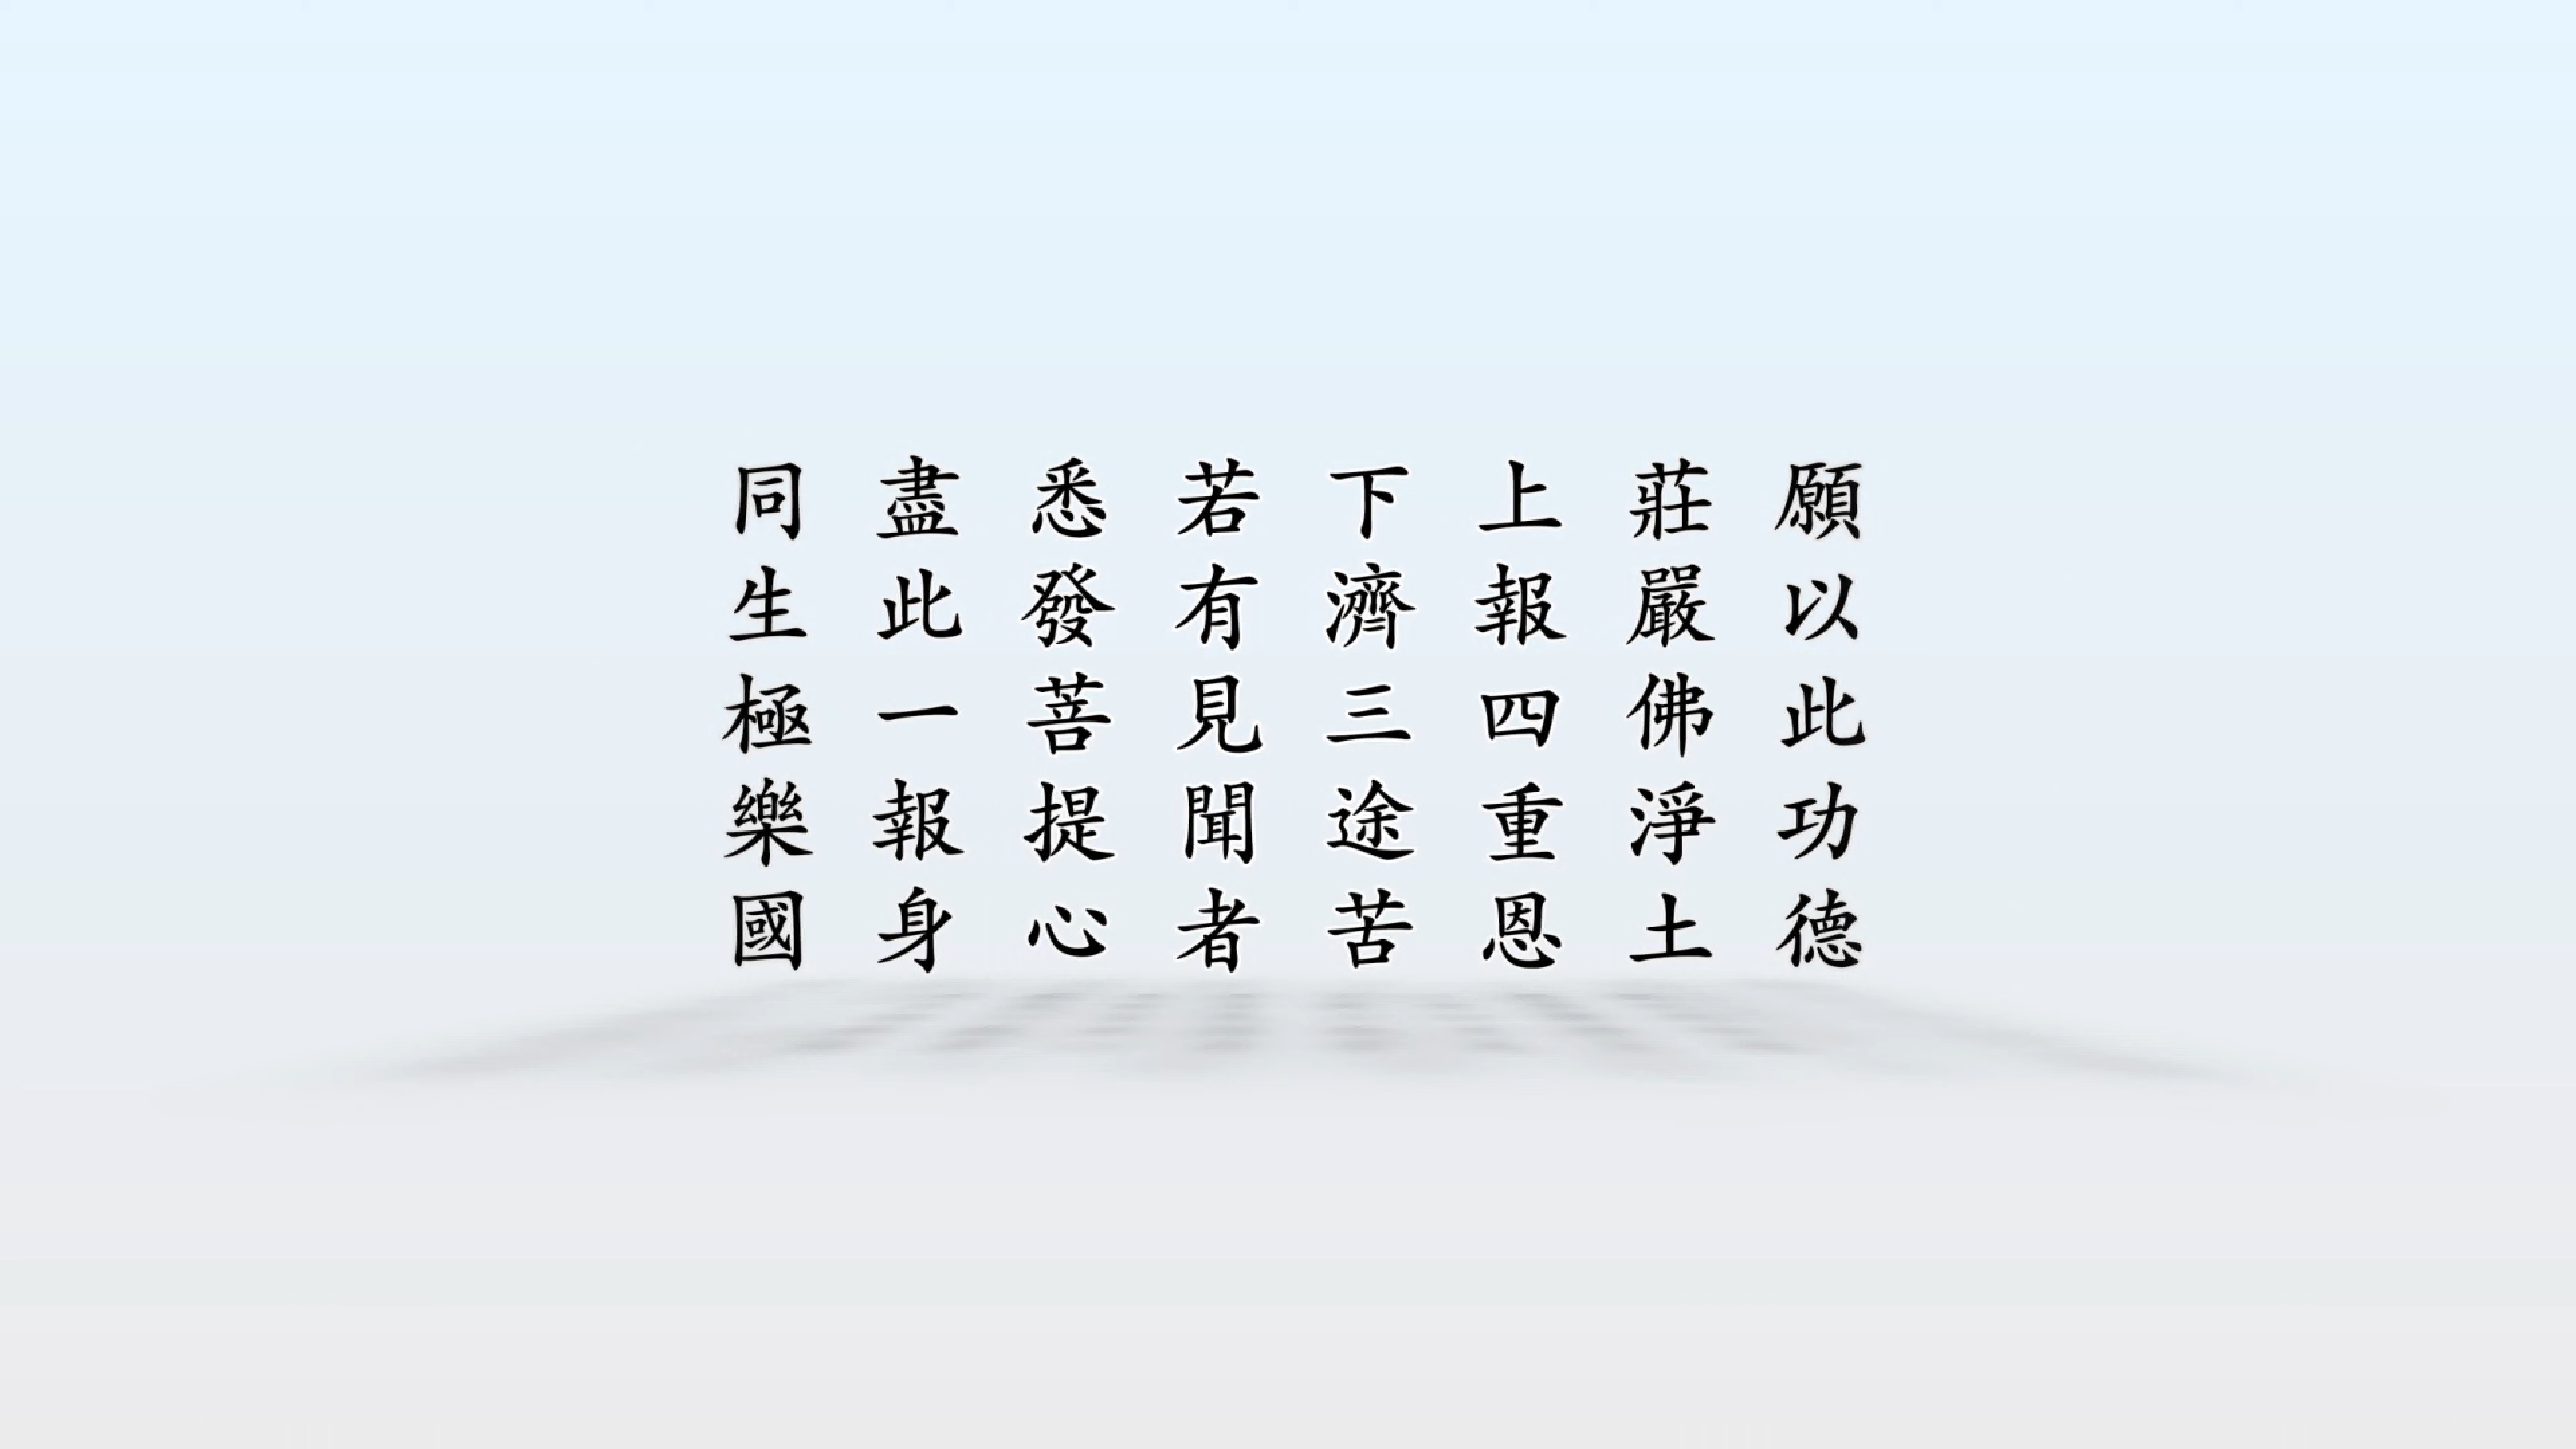 願以此功德
莊嚴佛淨土
上報四重恩
下濟三途苦
若有見聞者
悉發菩提心
盡此一報身
同生極樂國